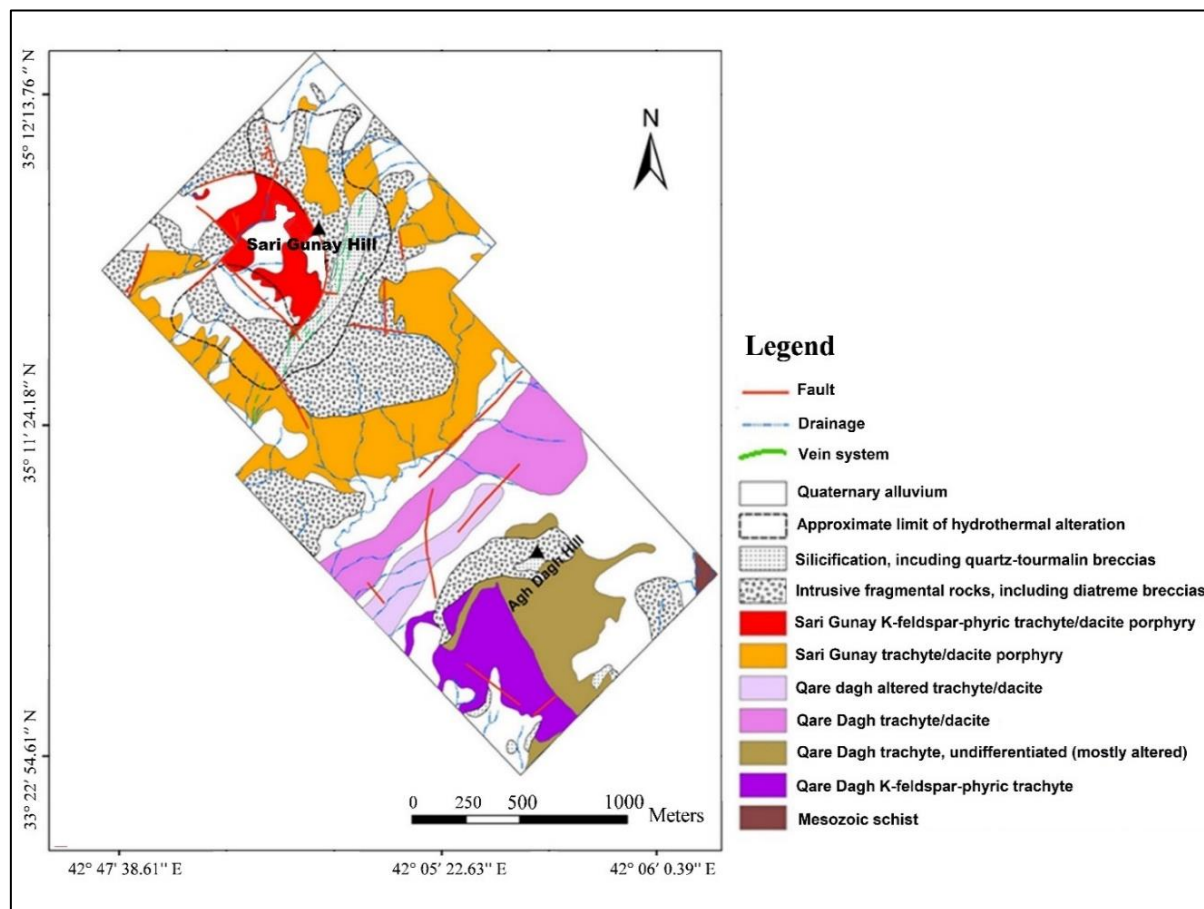 35° 12' 13.76 " N
35° 11' 24.18" N
33° 22' 54.61" N
N
Sari Gunay Hill
Agh Dagh Hill
0 250 500 1000
Meters
42° 47' 38.61" E
42° 05' 22.63" E
42° 06' 0.39" E
Legend
Fault
Drainage
Vein system
Quaternary alluvium
Approximate limit of hydrothermal alteration
Silicification, incuding quartz-tourmalin breccias
Intrusive fragmental rocks, including diatreme breccias
Sari Gunay K-feldspar-phyric trachyte/dacite porphyry
Sari Gunay trachyte/dacite porphyry
Qare dagh altered trachyte/dacite
Qare Dagh trachyte/dacite
Qare Dagh trachyte, undifferentiated (mostly altered)
Qare Dagh K-feldspar-phyric trachyte
Mesozoic schist